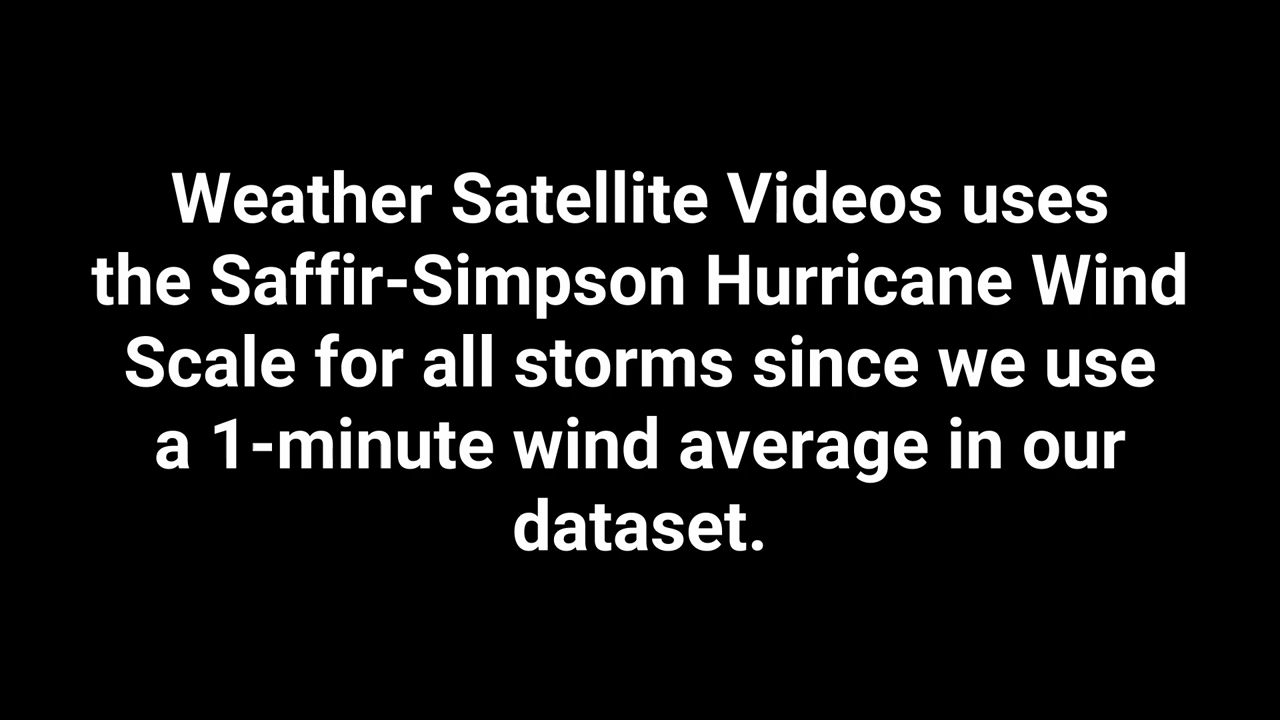 Weather Satellite Videos uses
the Saffir-Simpson Hurricane Wind
Scale for all storms since we use
a 1-minute wind average in our
dataset.